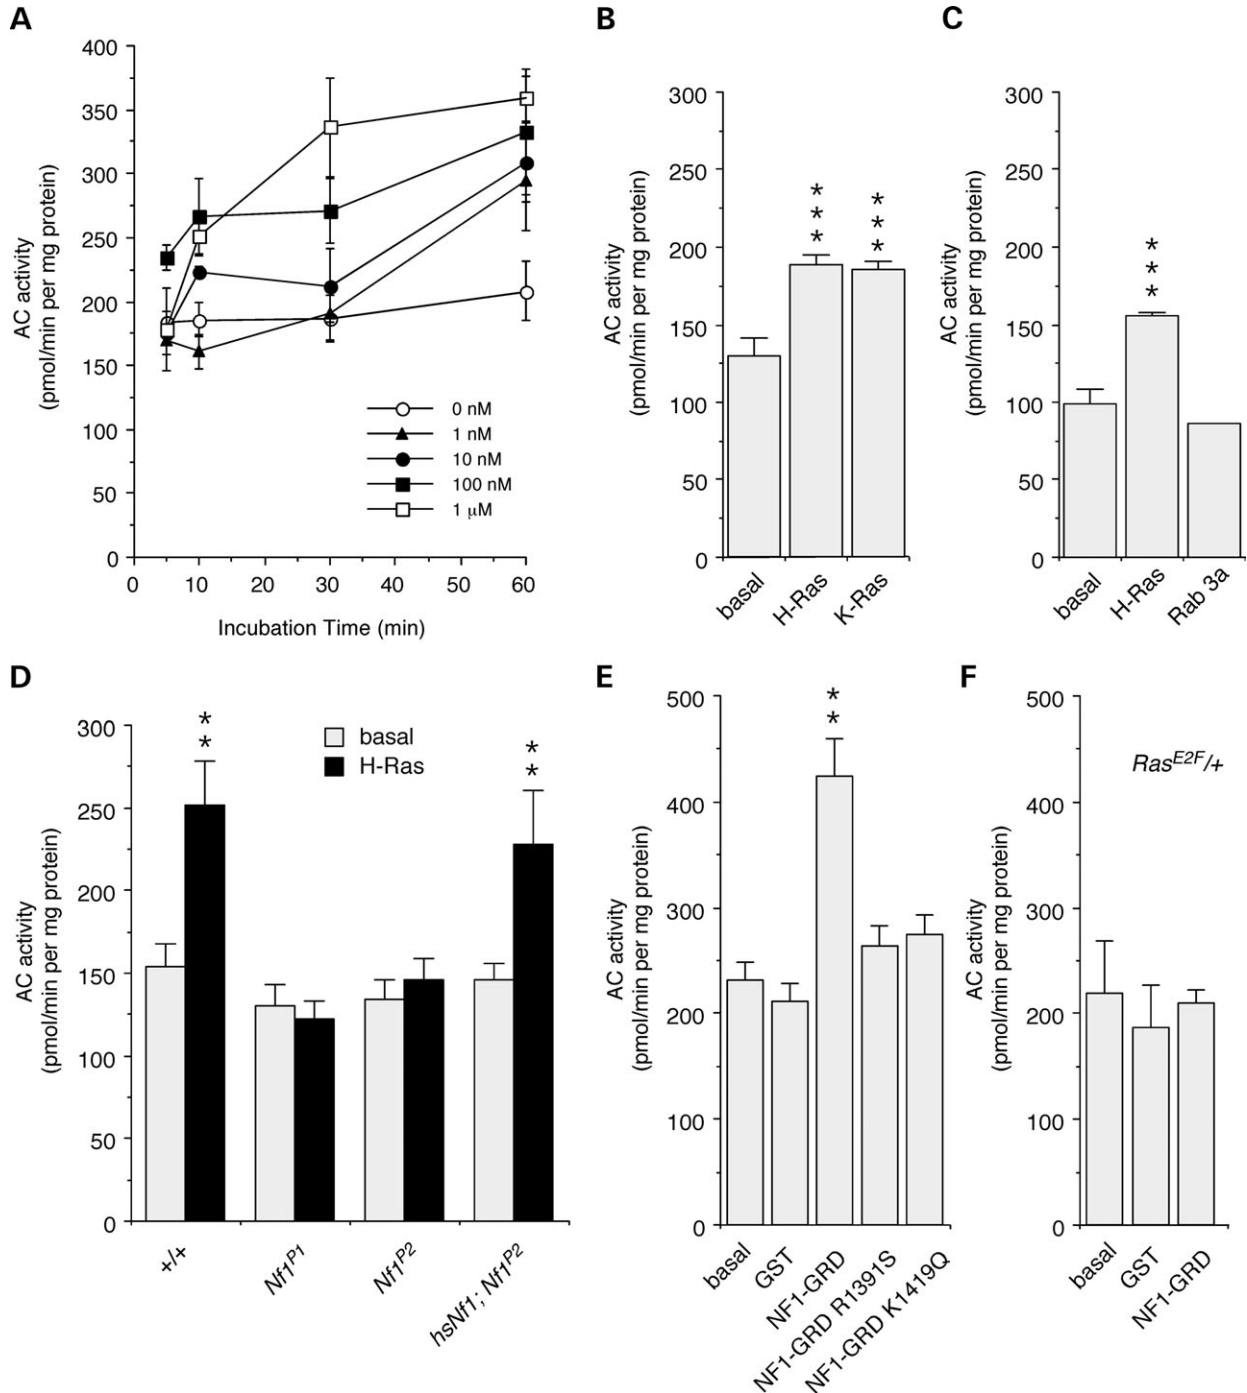 A
AC activity
(pmol/min per mg protein)
400
350
300
250
200
150
100
50
0
0 nM
1 nM
10 nM
100 nM
1 μM
0 10 20 30 40 50 60
Incubation Time (min)
B
AC activity
(pmol/min per mg protein)
300
250
200
150
100
50
0
***
***
basal
H-Ras
K-Ras
C
AC activity
(pmol/min per mg protein)
300
250
200
150
100
50
0
***
basal
H-Ras
Rab 3a
D
AC activity
(pmol/min per mg protein)
300
250
200
150
100
50
0
basal
H-Ras
**
**
+/+
Nf1P1
Nf1P2
hsNf1; Nf1P2
E
AC activity
(pmol/min per mg protein)
500
400
300
200
100
0
**
basal
GST
NF1-GRD
NF1-GRD R1391S
NF1-GRD K1419Q
F
AC activity
(pmol/min per mg protein)
500
400
300
200
100
0
RasE2F/+
basal
GST
NF1-GRD